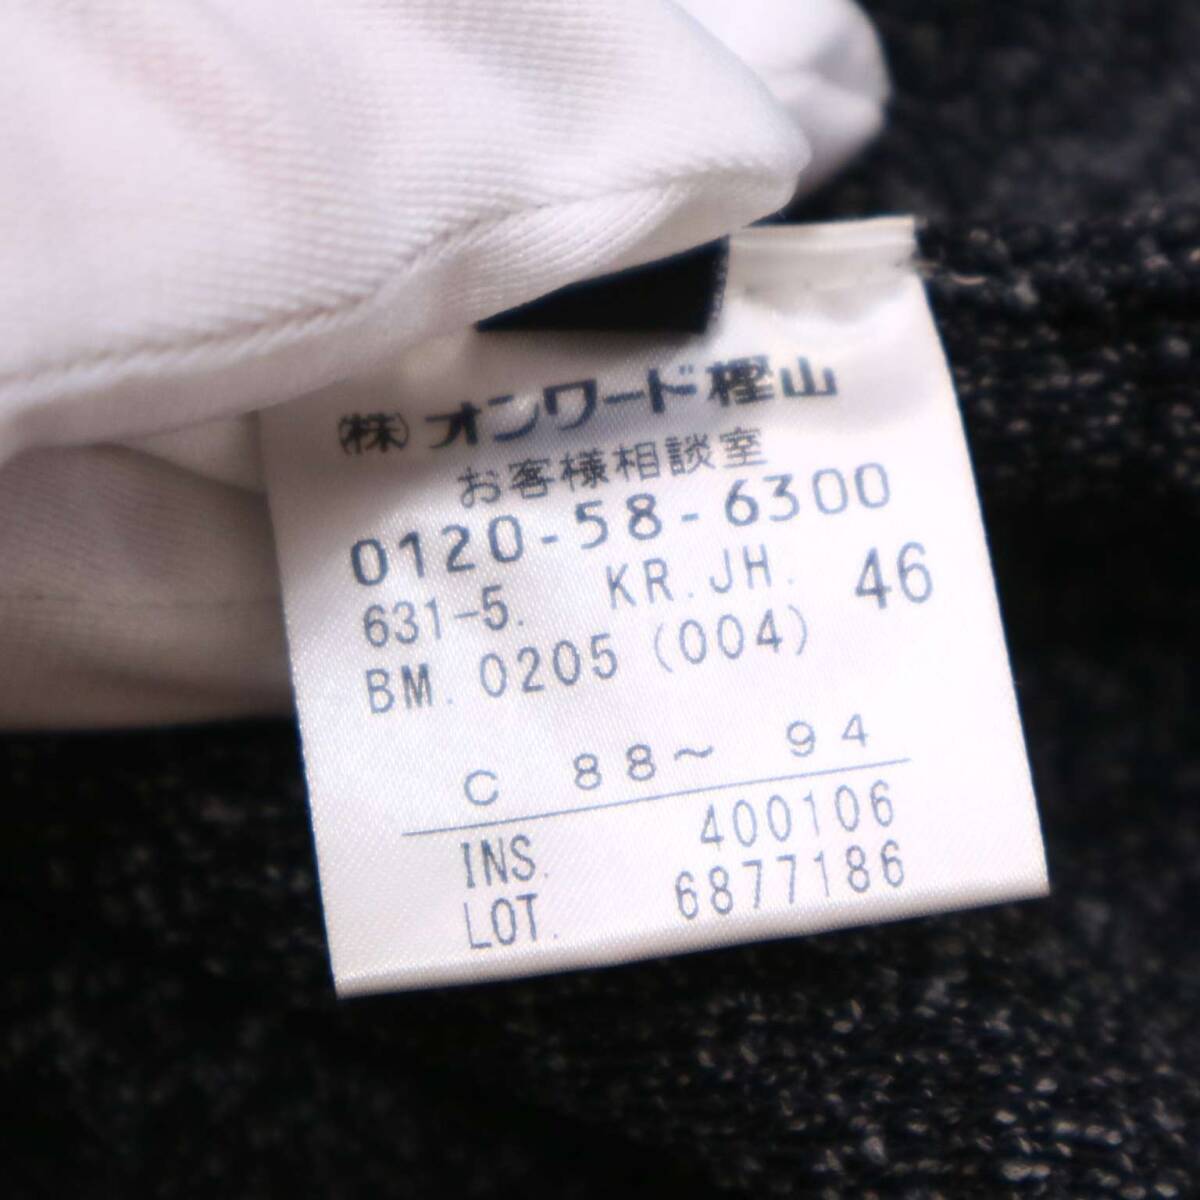 ㈱オンワード樫山
お客様相談室
0120-58-6300
631-5. KR.JH. 46
BM. 0205 (004)
C 88～ 94
INS. 400106
LOT. 6877186